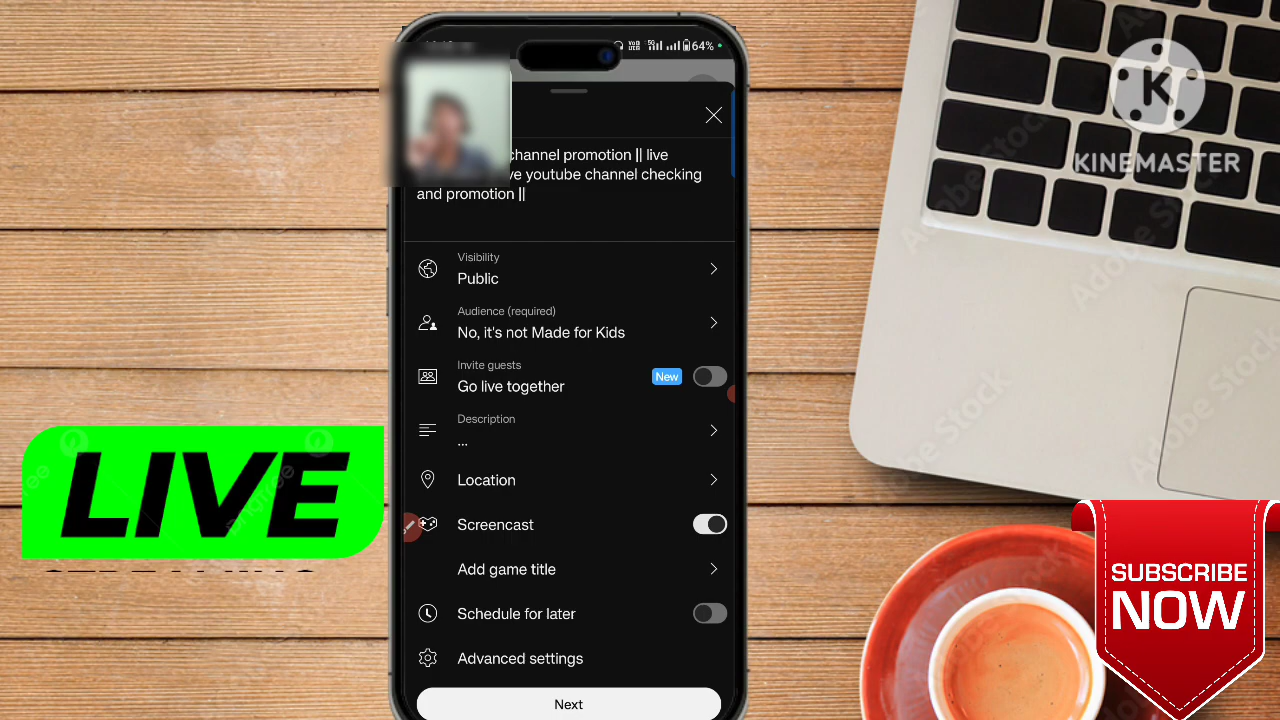 64%
channel promotion || live
ve youtube channel checking
and promotion ||
Visibility
Public
Audience (required)
No, it's not Made for Kids
Invite guests
Go live together
New
Description
...
Location
Screencast
Add game title
Schedule for later
Advanced settings
Next
LIVE
K
KINEMASTER
SUBSCRIBE
NOW
Adobe Stock